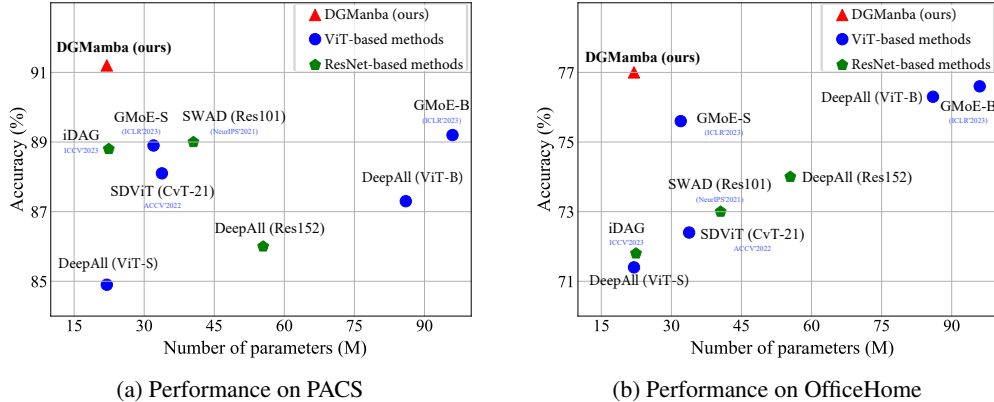 DGManba (ours)
ViT-based methods
ResNet-based methods
DGMamba (ours)
91
89
87
85
Accuracy (%)
GMoE-S
(ICLR'2023)
SWAD (Res101)
(NeurIPS'2021)
GMoE-B
(ICLR'2023)
iDAG
ICCV'2023
SDViT (CvT-21)
ACCV'2022
DeepAll (ViT-B)
DeepAll (Res152)
DeepAll (ViT-S)
15 30 45 60 75 90
Number of parameters (M)
(a) Performance on PACS
DGManba (ours)
ViT-based methods
ResNet-based methods
DGMamba (ours)
77
75
73
71
Accuracy (%)
DeepAll (ViT-B)
GMoE-B
(ICLR'2023)
GMoE-S
(ICLR'2023)
SWAD (Res101)
(NeurIPS'2021)
DeepAll (Res152)
iDAG
ICCV'2023
SDViT (CvT-21)
ACCV'2022
DeepAll (ViT-S)
15 30 45 60 75 90
Number of parameters (M)
(b) Performance on OfficeHome